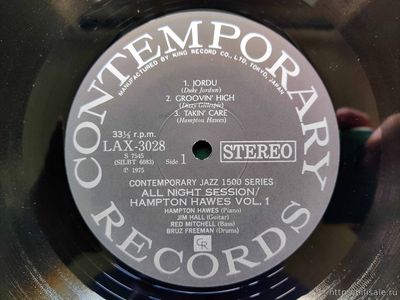 CONTEMPORARY
MANUFACTURED BY KING RECORD CO., LTD. TOKYO, JAPAN
1. JORDU
(Duke Jordan)
2. GROOVIN' HIGH
(Dizzy Gillespie)
3. TAKIN' CARE
(Hampton Hawes)
33⅓ r.p.m.
LAX-3028
S 7545
(SILBT 6083)
Side 1
STEREO
℗ 1975
CONTEMPORARY JAZZ 1500 SERIES
ALL NIGHT SESSION/
HAMPTON HAWES VOL. 1
HAMPTON HAWES (Piano)
JIM HALL (Guitar)
RED MITCHELL (Bass)
BRUZ FREEMAN (Drums)
CR
RECORDS